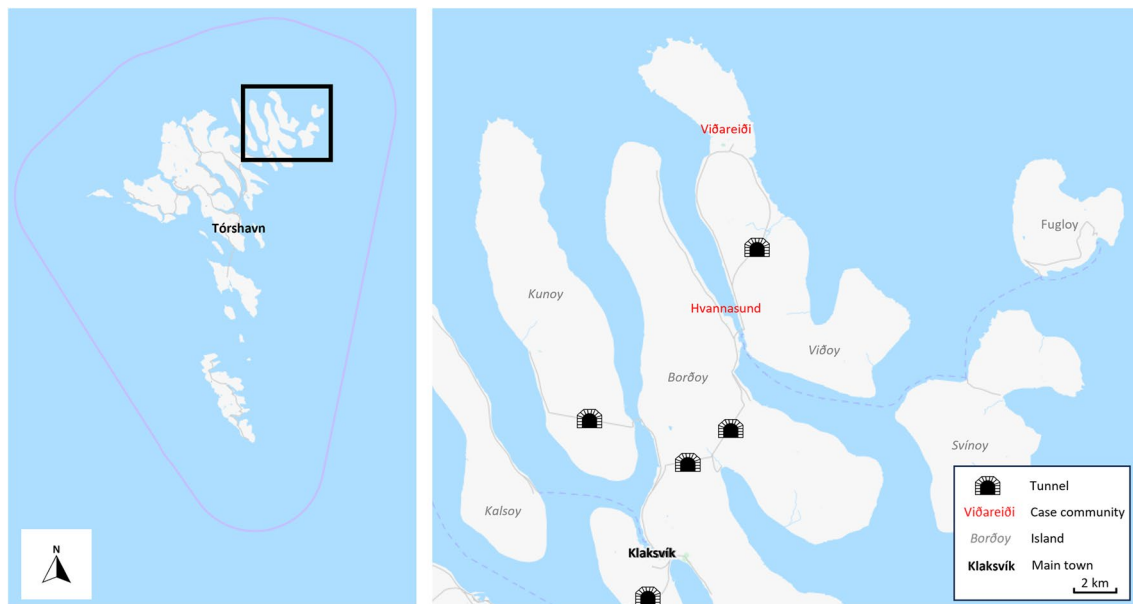 Tórshavn
N
Viðareiði
Fugloy
Kunoy
Hvannasund
Viðoy
Borðoy
Svínoy
Kalsoy
Klaksvík
Tunnel
Viðareiði Case community
Borðoy Island
Klaksvík Main town
2 km